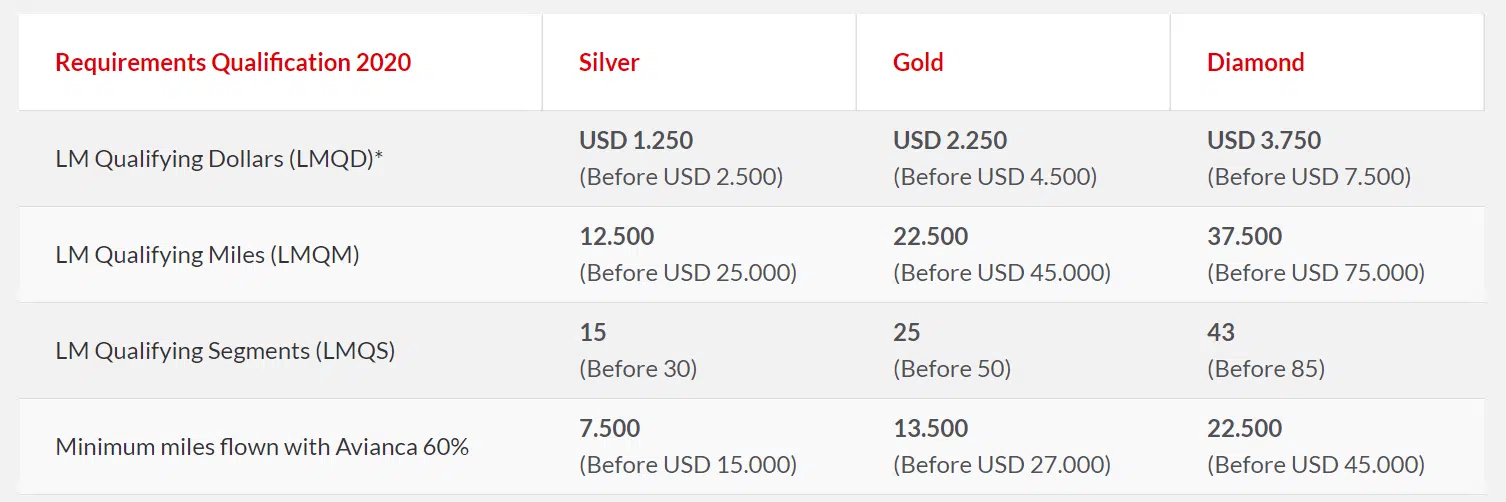 Requirements Qualification 2020 Silver Gold Diamond
LM Qualifying Dollars (LMQD)* USD 1.250 USD 2.250 USD 3.750
(Before USD 2.500) (Before USD 4.500) (Before USD 7.500)
LM Qualifying Miles (LMQM) 12.500 22.500 37.500
(Before USD 25.000) (Before USD 45.000) (Before USD 75.000)
LM Qualifying Segments (LMQS) 15 25 43
(Before 30) (Before 50) (Before 85)
Minimum miles flown with Avianca 60% 7.500 13.500 22.500
(Before USD 15.000) (Before USD 27.000) (Before USD 45.000)